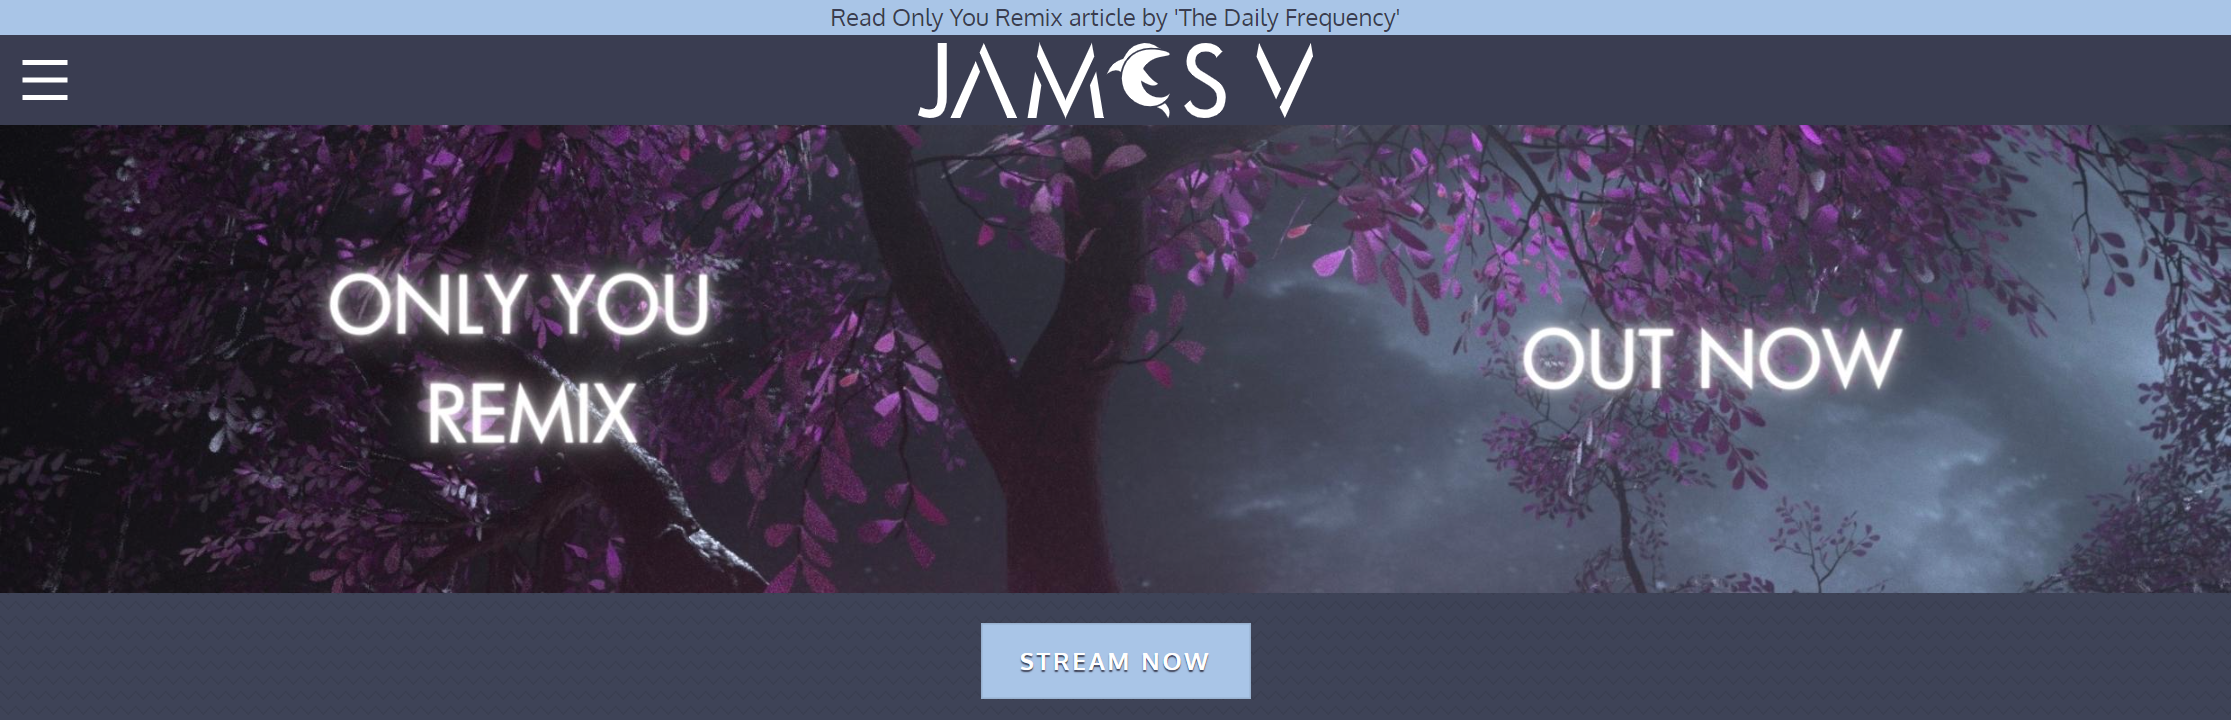 Read Only You Remix article by 'The Daily Frequency'
JAMES V
ONLY YOU
REMIX
OUT NOW
STREAM NOW